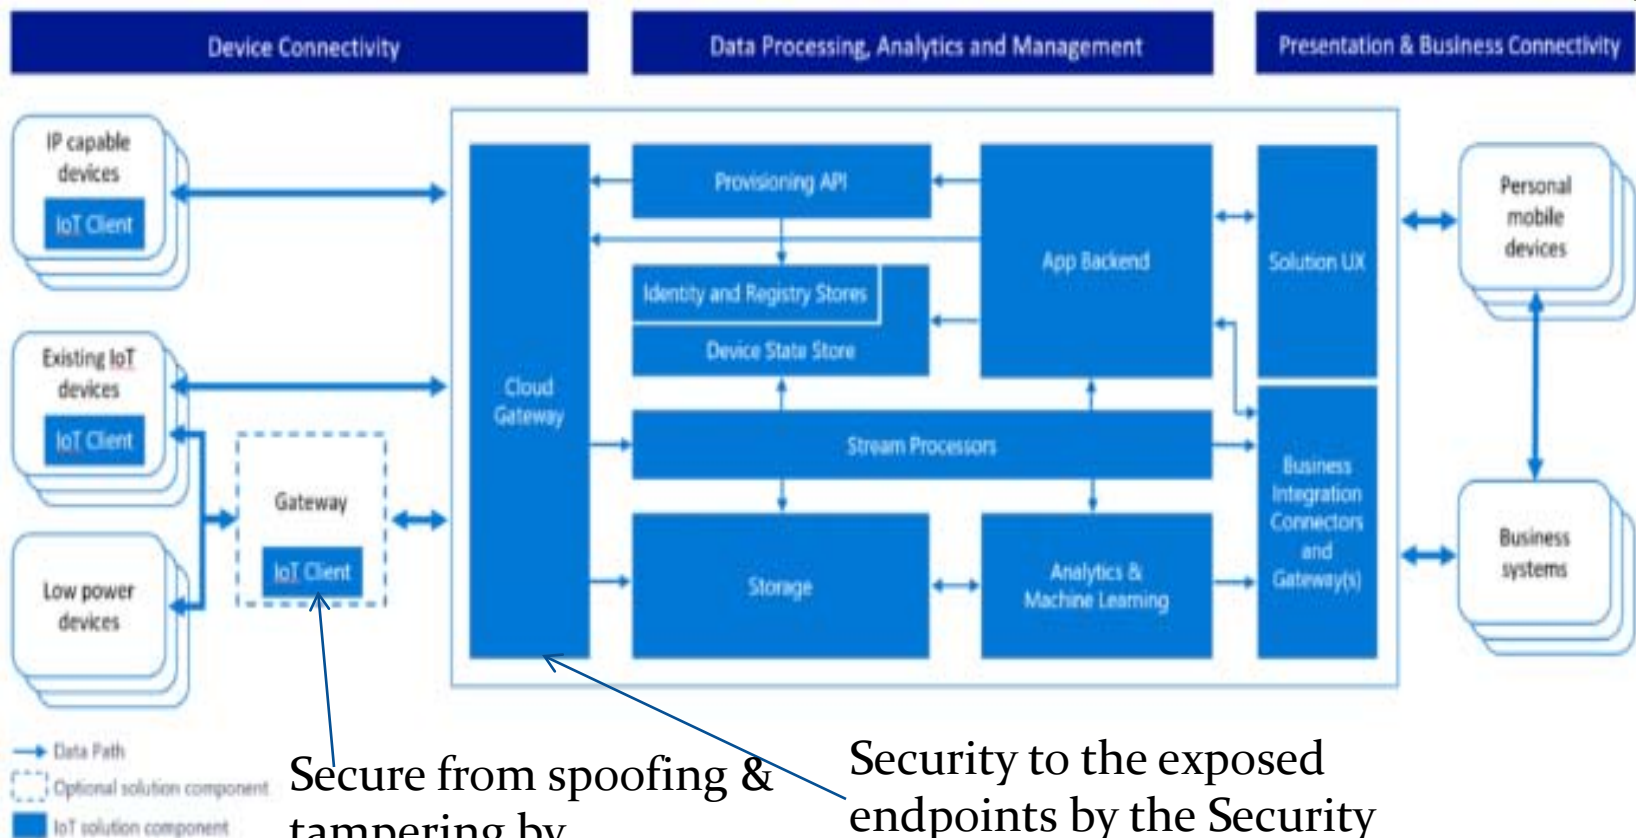 Device Connectivity
Data Processing, Analytics and Management
Presentation & Business Connectivity
IP capable
devices
IoT Client
Existing IoT
devices
IoT Client
Low power
devices
Gateway
IoT Client
Cloud
Gateway
Provisioning API
Identity and Registry Stores
Device State Store
Stream Processors
Storage
App Backend
Analytics &
Machine Learning
Solution UX
Business
Integration
Connectors
and
Gateway(s)
Personal
mobile
devices
Business
systems
Data Path
Optional solution component
IoT solution component
Secure from spoofing &
tampering by
Security to the exposed
endpoints by the Security